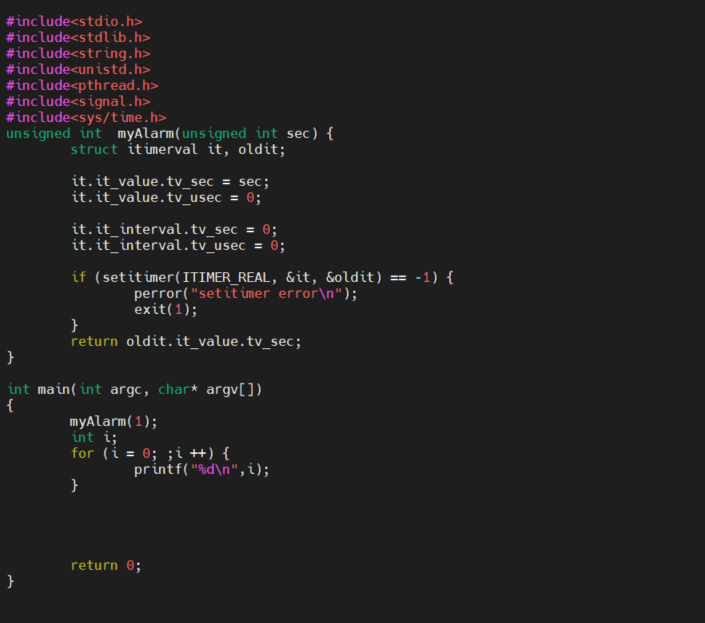 #include<stdio.h>
#include<stdlib.h>
#include<string.h>
#include<unistd.h>
#include<pthread.h>
#include<signal.h>
#include<sys/time.h>
unsigned int  myAlarm(unsigned int sec) {
        struct itimerval it, oldit;

        it.it_value.tv_sec = sec;
        it.it_value.tv_usec = 0;

        it.it_interval.tv_sec = 0;
        it.it_interval.tv_usec = 0;

        if (setitimer(ITIMER_REAL, &it, &oldit) == -1) {
                perror("setitimer error\n");
                exit(1);
        }
        return oldit.it_value.tv_sec;
}

int main(int argc, char* argv[])
{
        myAlarm(1);
        int i;
        for (i = 0; ;i ++) {
                printf("%d\n",i);
        }

        return 0;
}